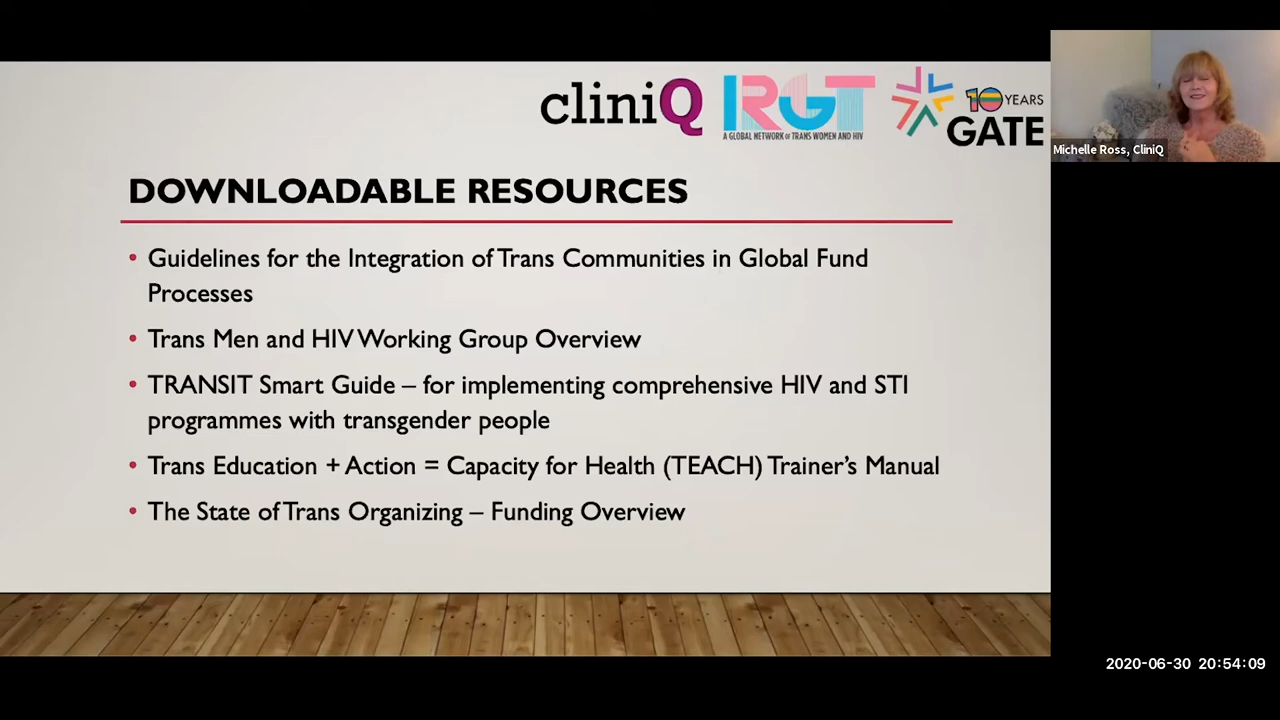 cliniQ
IRGT
A GLOBAL NETWORK OF TRANS WOMEN AND HIV
10 YEARS
GATE
Michelle Ross, CliniQ
DOWNLOADABLE RESOURCES
• Guidelines for the Integration of Trans Communities in Global Fund
Processes
• Trans Men and HIV Working Group Overview
• TRANSIT Smart Guide – for implementing comprehensive HIV and STI
programmes with transgender people
• Trans Education + Action = Capacity for Health (TEACH) Trainer’s Manual
• The State of Trans Organizing – Funding Overview
2020-06-30 20:54:09